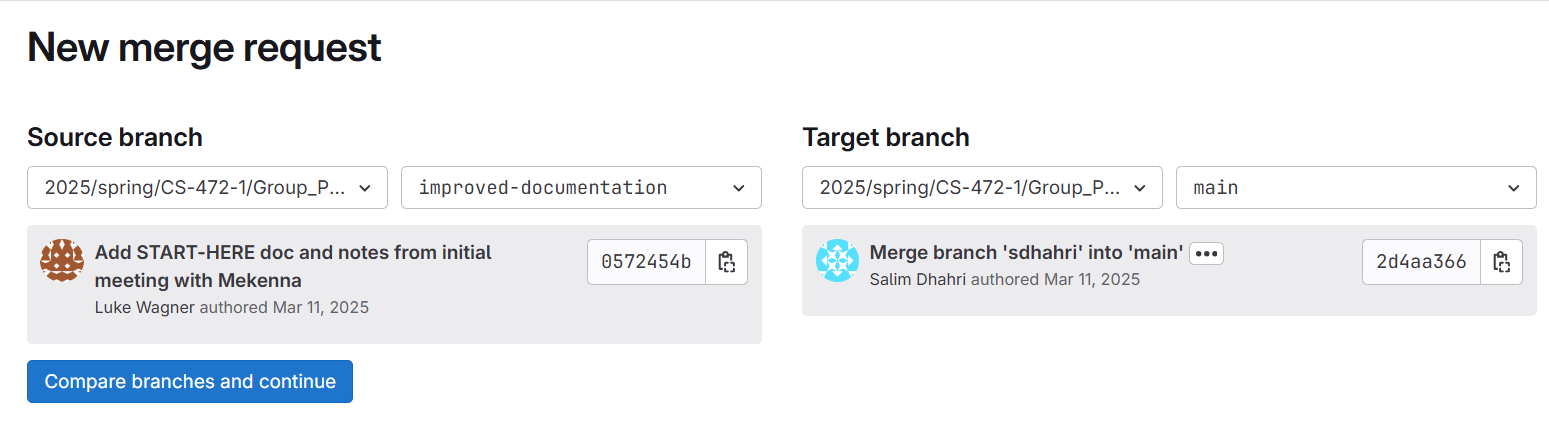 New merge request
Source branch
2025/spring/CS-472-1/Group_P...
improved-documentation
Add START-HERE doc and notes from initial
meeting with Mekenna
Luke Wagner authored Mar 11, 2025
0572454b
Compare branches and continue
Target branch
2025/spring/CS-472-1/Group_P...
main
Merge branch 'sdhahri' into 'main' •••
Salim Dhahri authored Mar 11, 2025
2d4aa366